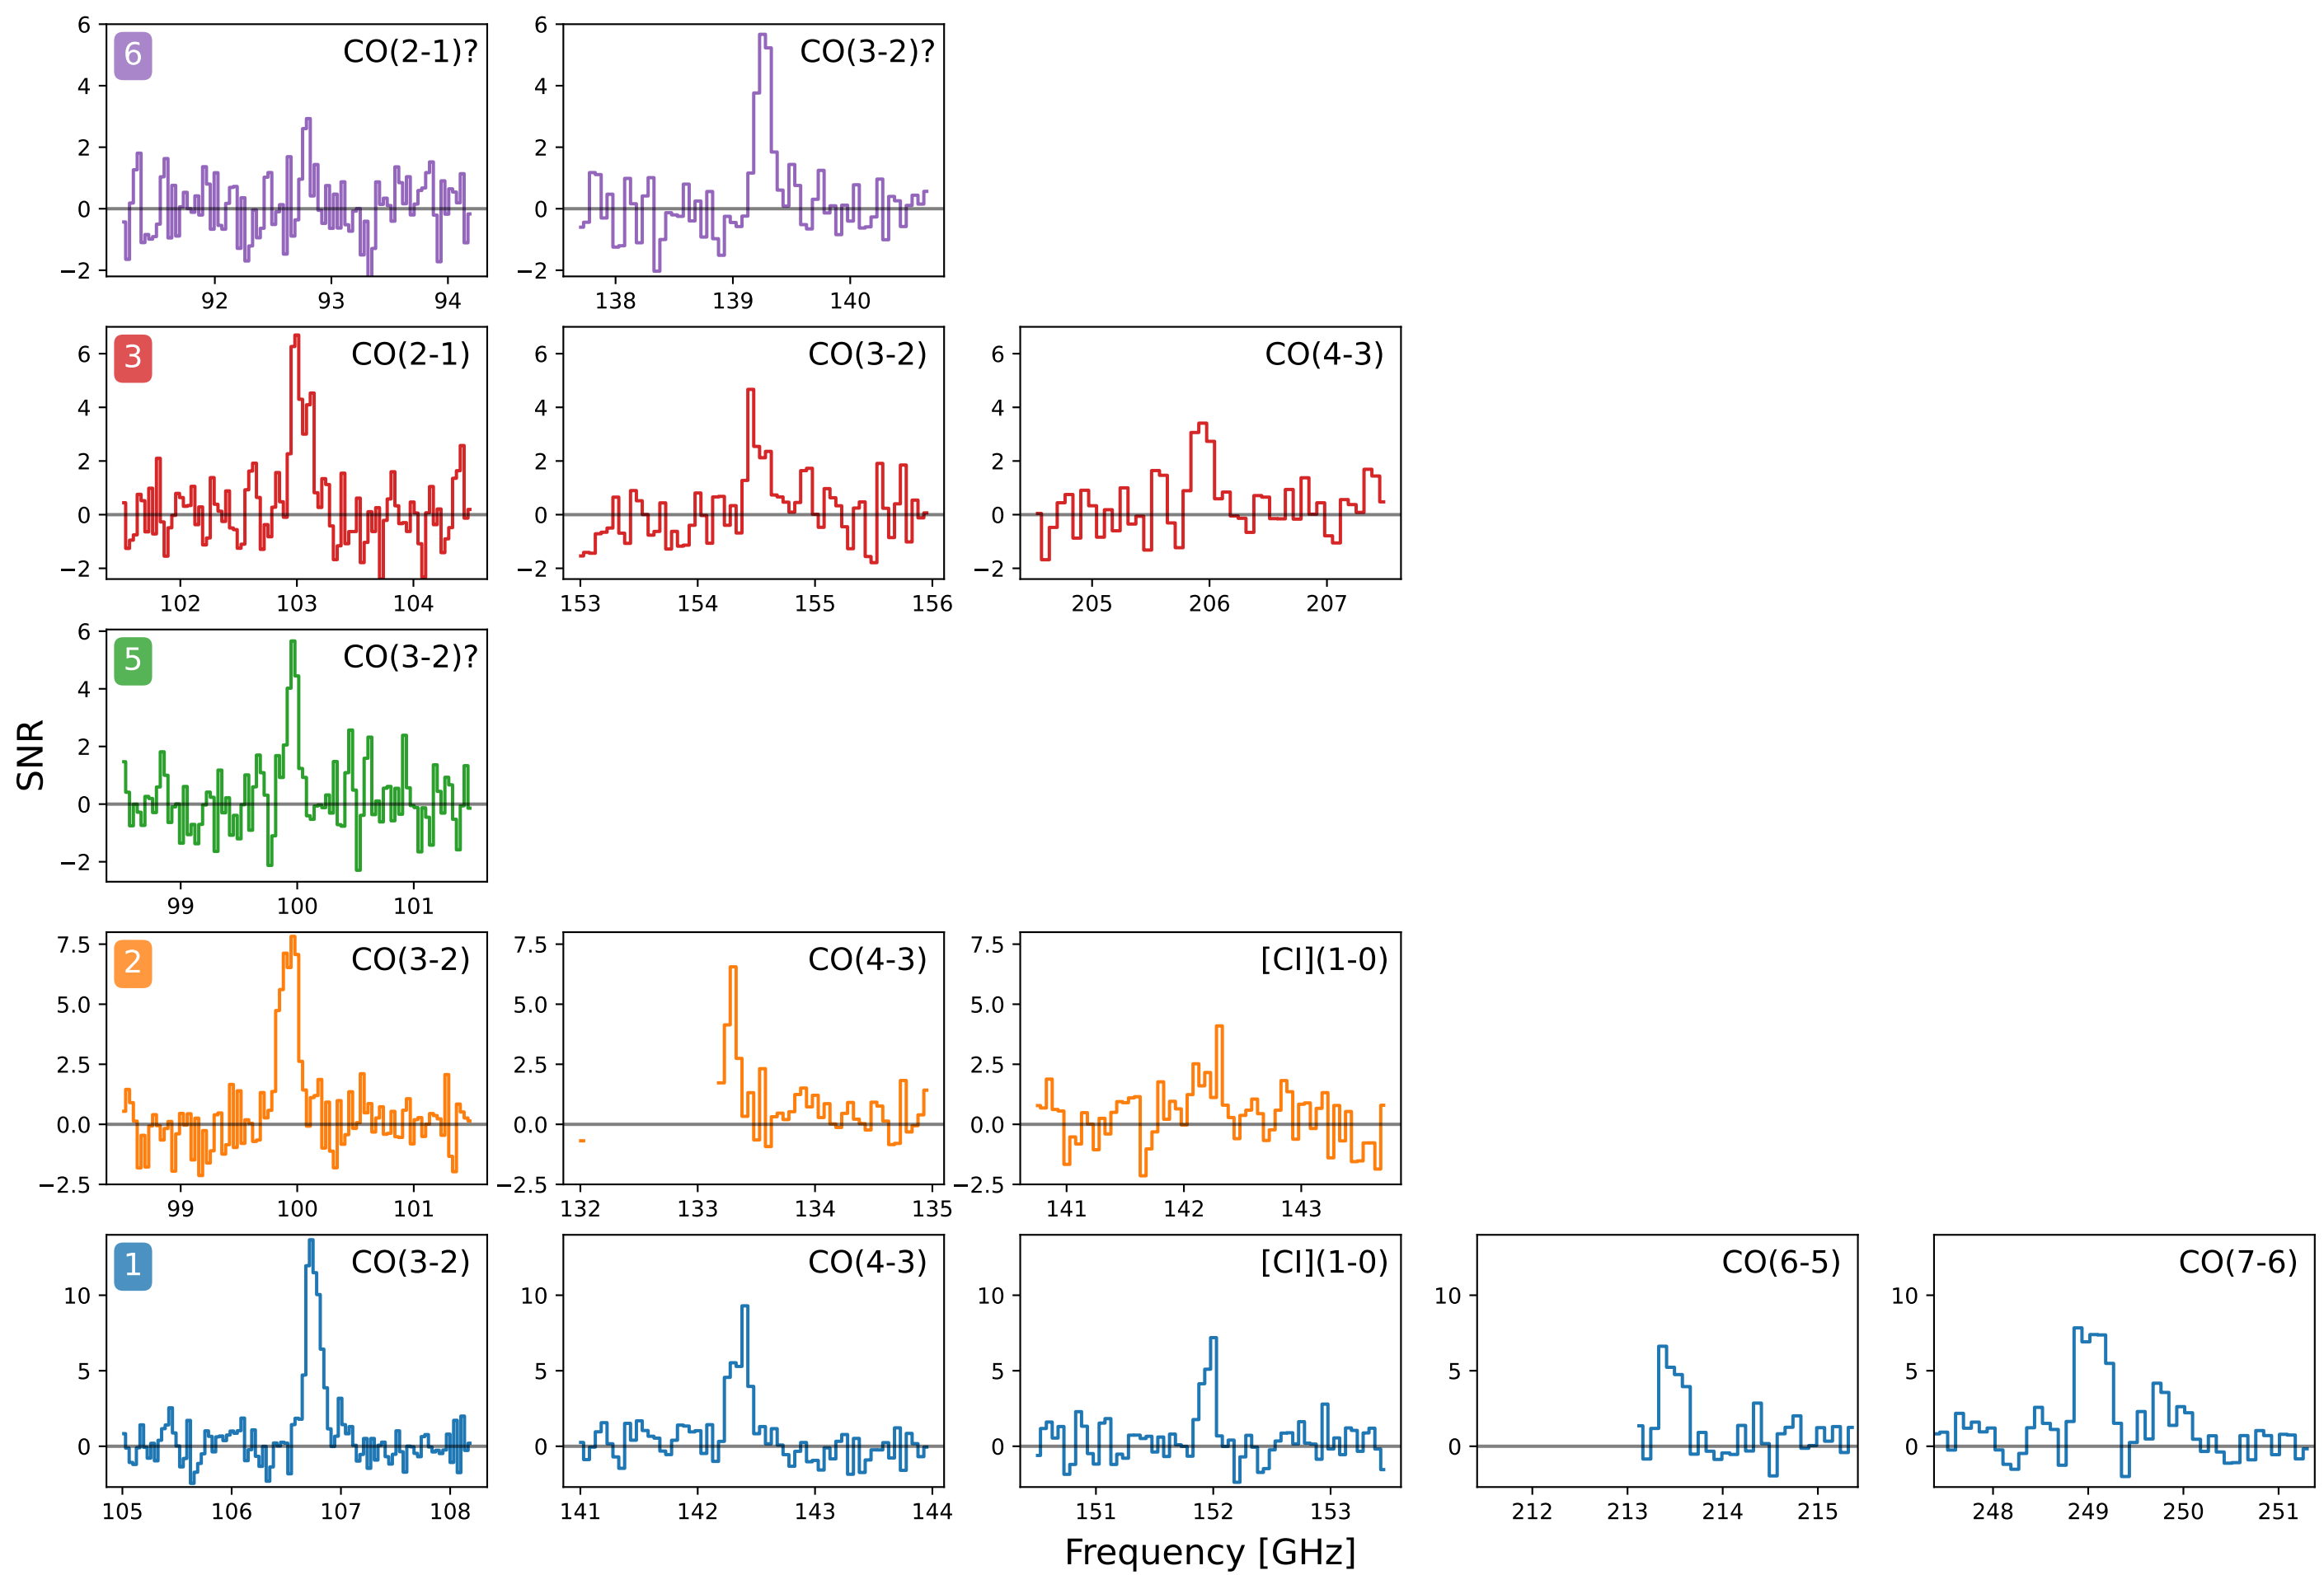 6
CO(2-1)?
6
4
2
0
−2
92 93 94
CO(3-2)?
6
4
2
0
−2
138 139 140
3
CO(2-1)
6
4
2
0
−2
102 103 104
CO(3-2)
6
4
2
0
−2
153 154 155 156
CO(4-3)
6
4
2
0
−2
205 206 207
5
CO(3-2)?
6
4
2
0
−2
99 100 101
SNR
2
CO(3-2)
7.5
5.0
2.5
0.0
−2.5
99 100 101
CO(4-3)
7.5
5.0
2.5
0.0
−2.5
132 133 134 135
[CI](1-0)
7.5
5.0
2.5
0.0
−2.5
141 142 143
1
CO(3-2)
10
5
0
105 106 107 108
CO(4-3)
10
5
0
141 142 143 144
[CI](1-0)
10
5
0
151 152 153
CO(6-5)
10
5
0
212 213 214 215
CO(7-6)
10
5
0
248 249 250 251
Frequency [GHz]